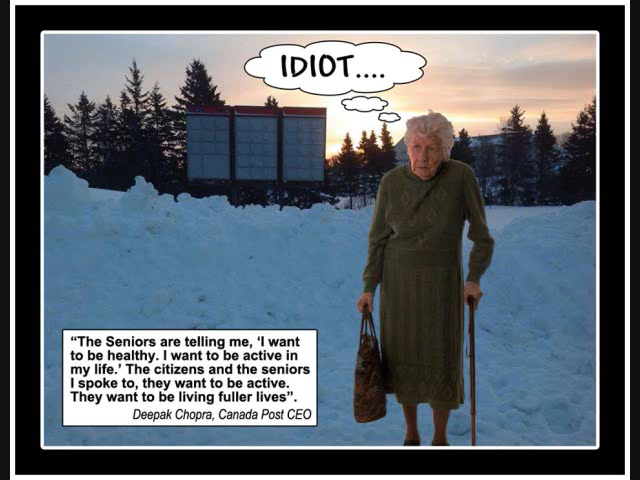 IDIOT....
“The Seniors are telling me, ‘I want
to be healthy. I want to be active in
my life.’ The citizens and the seniors
I spoke to, they want to be active.
They want to be living fuller lives”.
Deepak Chopra, Canada Post CEO